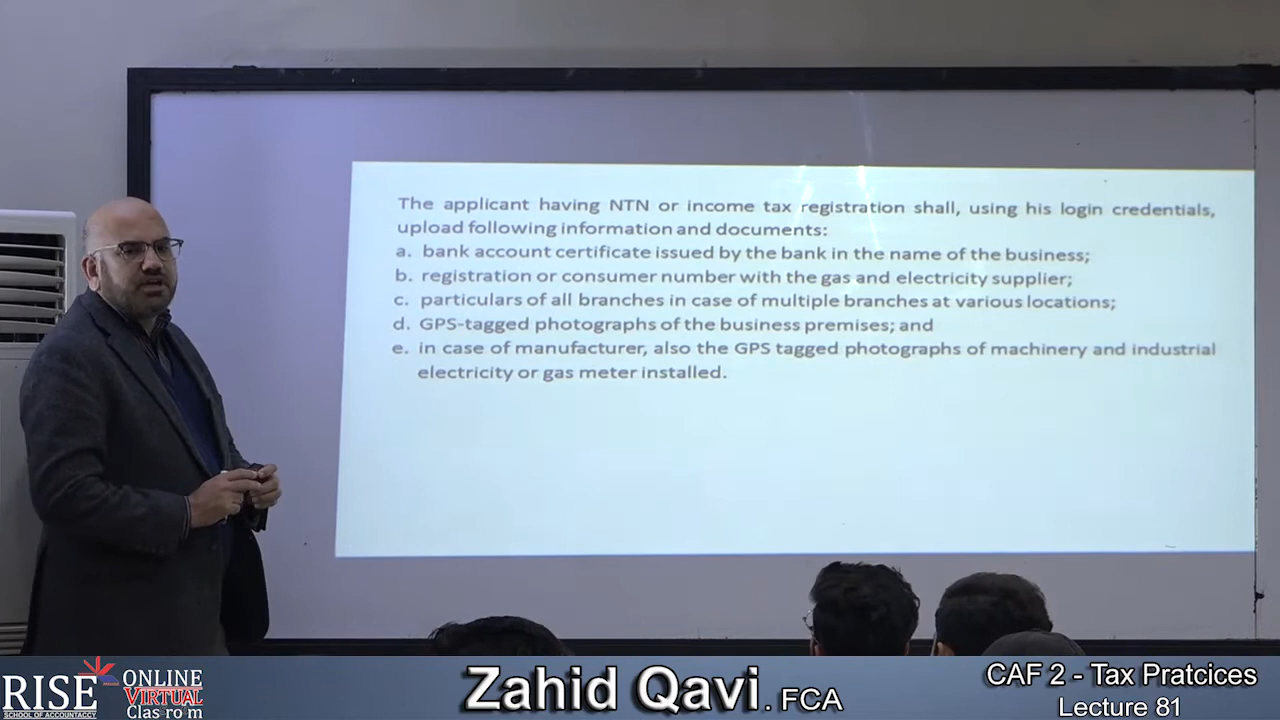 The applicant having NTN or income tax registration shall, using his login credentials,
upload following information and documents:
a. bank account certificate issued by the bank in the name of the business;
b. registration or consumer number with the gas and electricity supplier;
c. particulars of all branches in case of multiple branches at various locations;
d. GPS-tagged photographs of the business premises; and
e. in case of manufacturer, also the GPS tagged photographs of machinery and industrial
electricity or gas meter installed.
RISE
SCHOOL OF ACCOUNTACCY
ONLINE
VIRTUAL
Clasrom
Zahid Qavi. FCA
CAF 2 - Tax Pratcices
Lecture 81